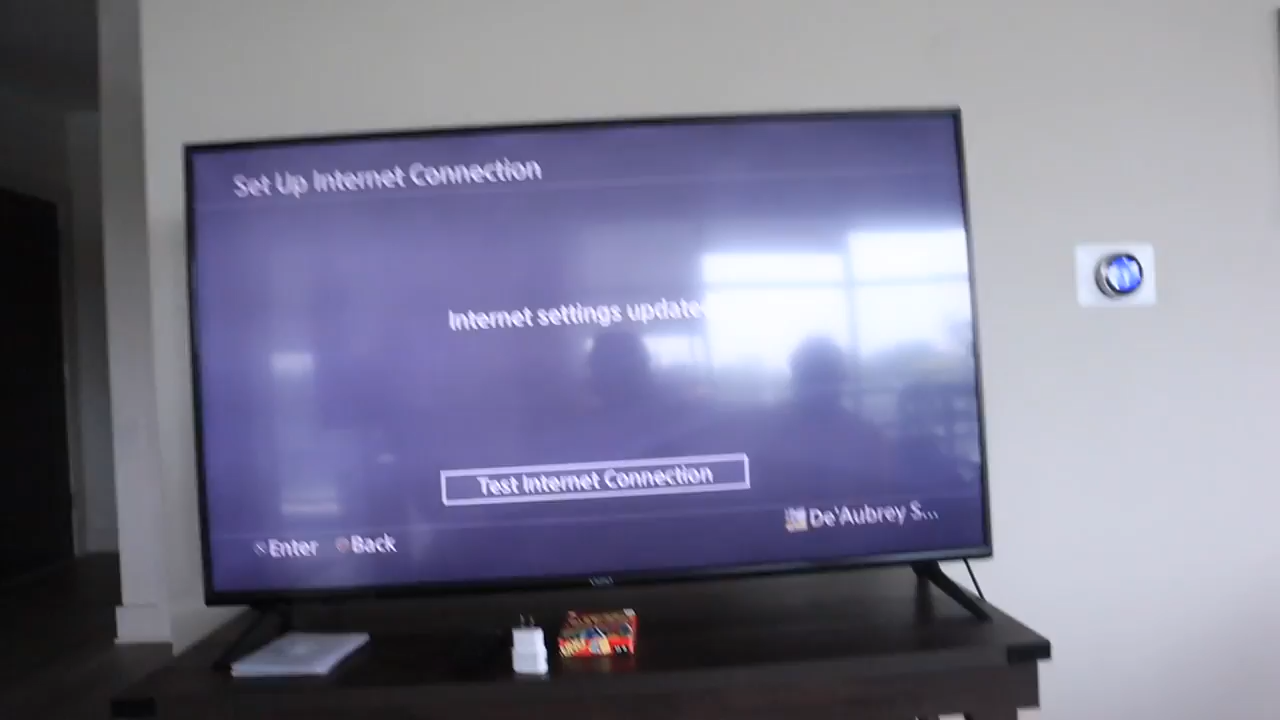 Set Up Internet Connection
Internet settings update
Test Internet Connection
De'Aubrey S...
Enter Back